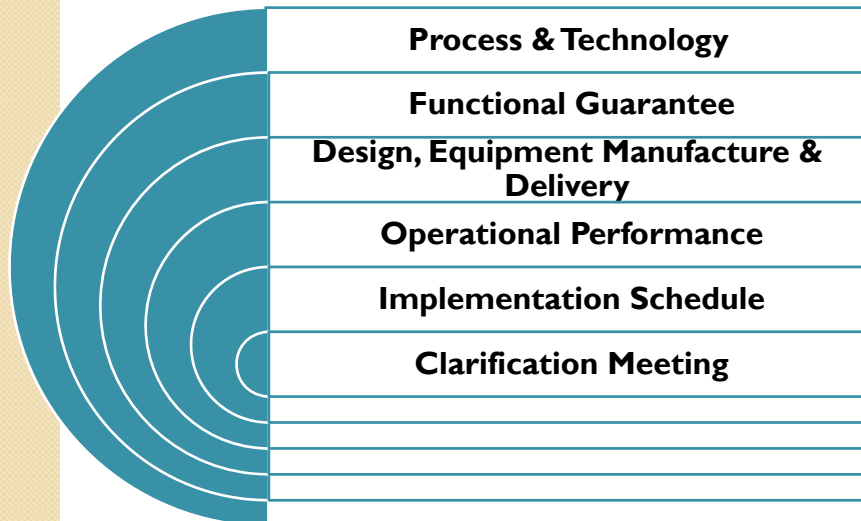 Process & Technology
Functional Guarantee
Design, Equipment Manufacture &
Delivery
Operational Performance
Implementation Schedule
Clarification Meeting